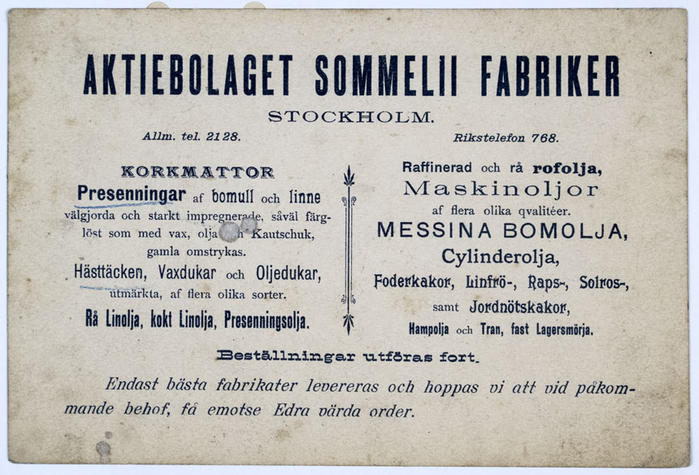 AKTIEBOLAGET SOMMELII FABRIKER
STOCKHOLM.
Allm. tel. 2128.
Rikstelefon 768.
KORKMATTOR
Presenningar af bomull och linne
välgjorda och starkt impregnerade, såväl färg-
löst som med vax, olja Kautschuk,
gamla omstrykas.
Hästtäcken, Vaxdukar och Oljedukar,
utmärkta, af flera olika sorter.
Rå Linolja, kokt Linolja, Presenningsolja.
Raffinerad och rå rofolja,
Maskinoljor
af flera olika qvalitéer.
MESSINA BOMOLJA,
Cylinderolja,
Foderkakor, Linfrö-, Raps-, Solros-,
samt Jordnötskakor,
Hampolja och Tran, fast Lagersmörja.
Beställningar utföras fort.
Endast bästa fabrikater levereras och hoppas vi att vid påkom-
mande behof, få emotse Edra värda order.